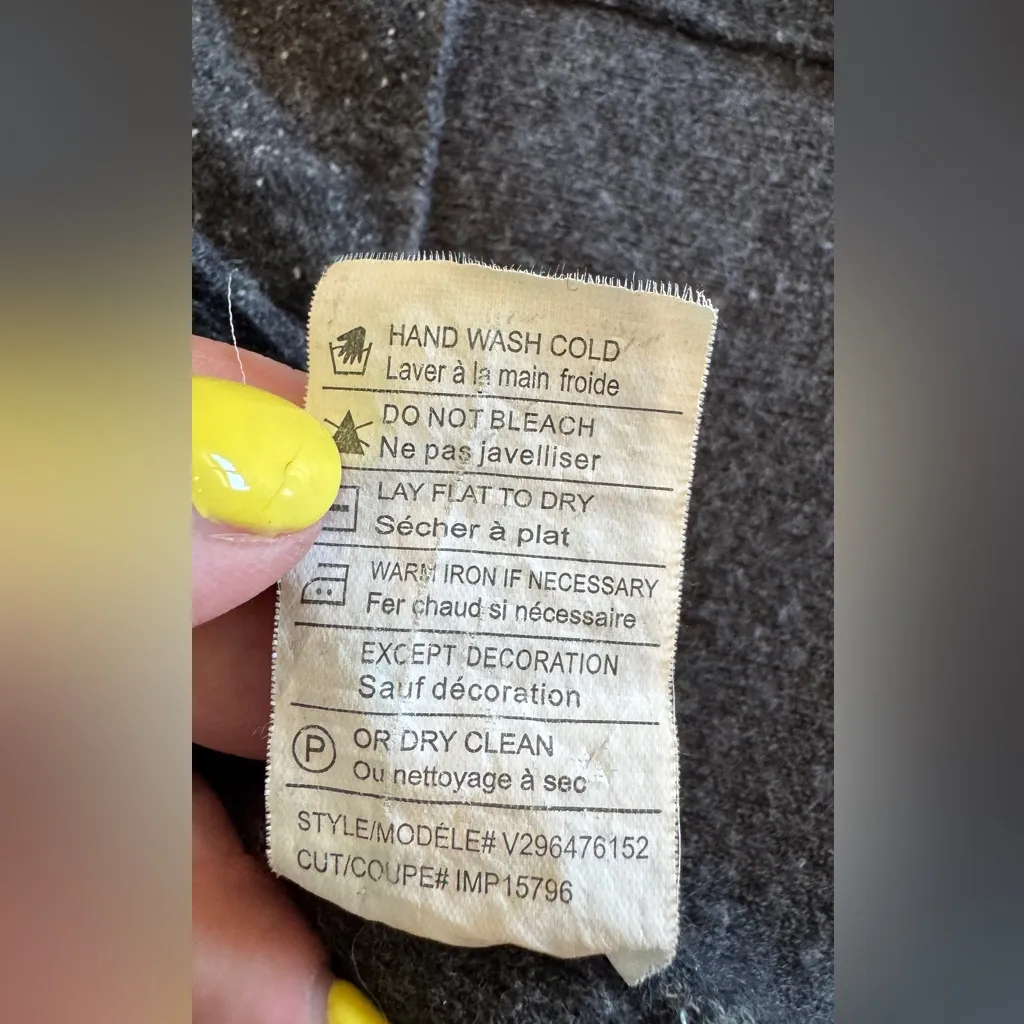 HAND WASH COLD
Laver à la main froide
DO NOT BLEACH
Ne pas javelliser
LAY FLAT TO DRY
Sécher à plat
WARM IRON IF NECESSARY
Fer chaud si nécessaire
EXCEPT DECORATION
Sauf décoration
P OR DRY CLEAN
Ou nettoyage à sec
STYLE/MODÉLE# V296476152
CUT/COUPE# IMP15796